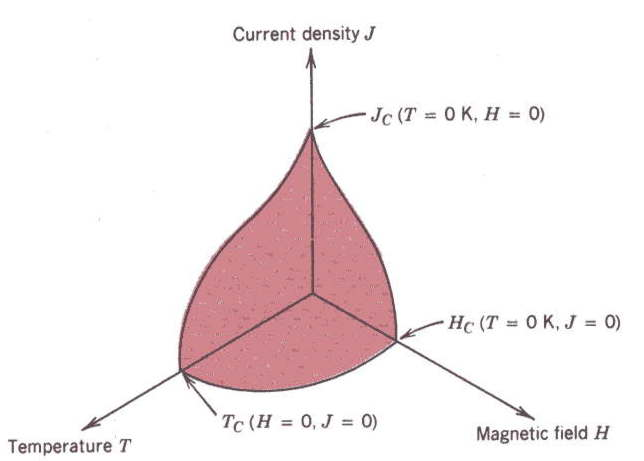 Current density J
J_C (T = 0 K, H = 0)
H_C (T = 0 K, J = 0)
T_C (H = 0, J = 0)
Temperature T
Magnetic field H